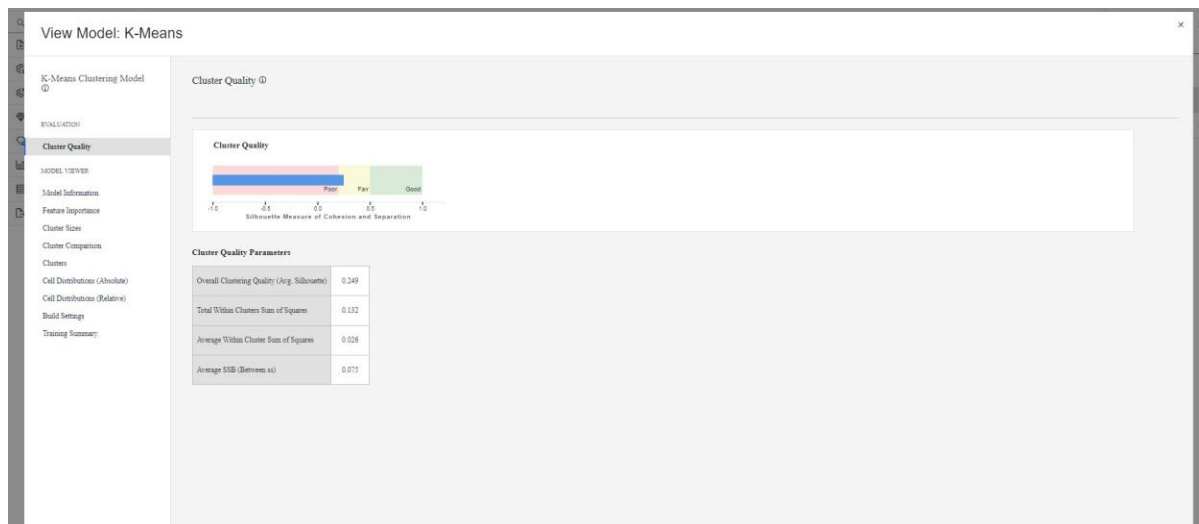 View Model: K-Means
×
K-Means Clustering Model
EVALUATION
Cluster Quality
MODEL VIEWER
Model Information
Feature Importance
Cluster Sizes
Cluster Comparison
Clusters
Cell Distributions (Absolute)
Cell Distributions (Relative)
Build Settings
Training Summary
Cluster Quality
Cluster Quality
Poor Fair Good
-1.0 -0.5 0.0 0.5 1.0
Silhouette Measure of Cohesion and Separation
Cluster Quality Parameters
Overall Clustering Quality (Avg. Silhouette) 0.249
Total Within Clusters Sum of Squares 0.132
Average Within Cluster Sum of Squares 0.026
Average SSB (Between ss) 0.075